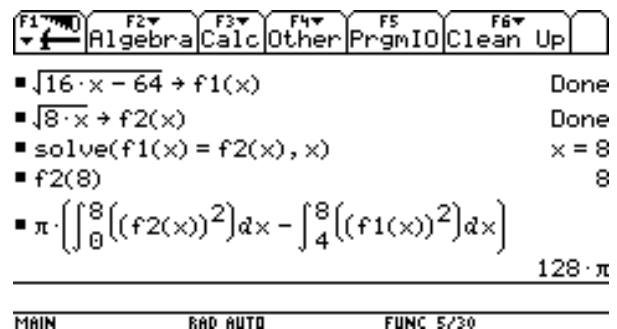 F1 F2▼ F3▼ F4▼ F5 F6▼
Algebra Calc Other PrgmIO Clean Up
▪ √16·x − 64 → f1(x) Done
▪ √8·x → f2(x) Done
▪ solve(f1(x) = f2(x), x) x = 8
▪ f2(8) 8
▪ π·(∫₀⁸((f2(x))²)dx − ∫₄⁸((f1(x))²)dx)
128·π
MAIN RAD AUTO FUNC 5/30